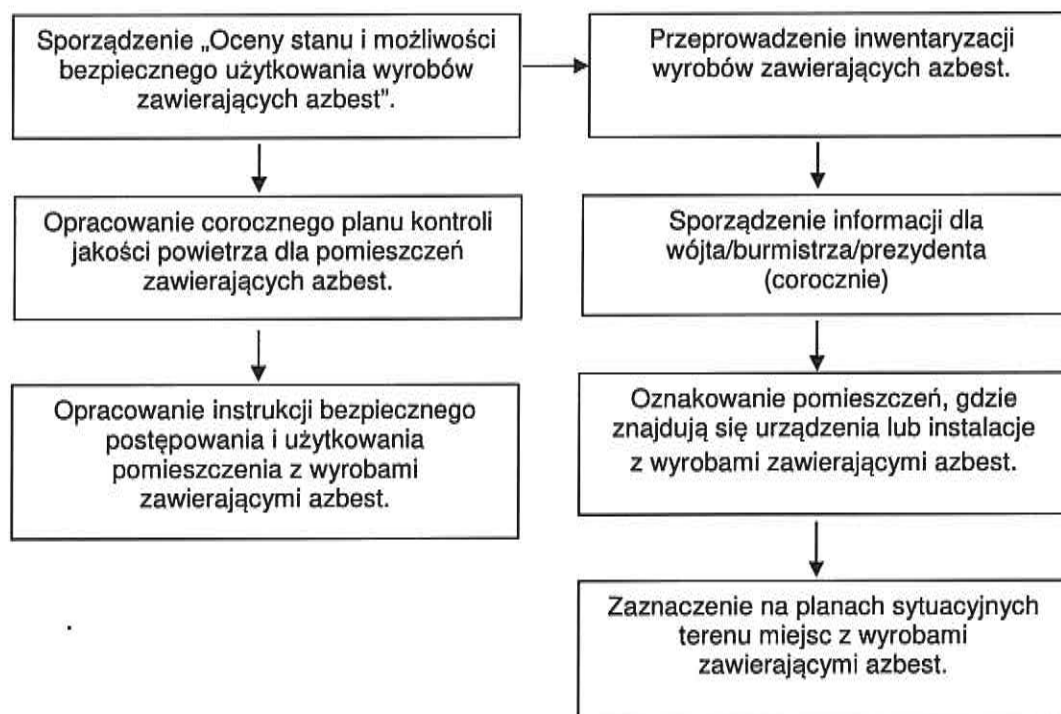 Sporządzenie „Oceny stanu i możliwości
bezpiecznego użytkowania wyrobów
zawierających azbest”.
Przeprowadzenie inwentaryzacji
wyrobów zawierających azbest.
Opracowanie corocznego planu kontroli
jakości powietrza dla pomieszczeń
zawierających azbest.
Sporządzenie informacji dla
wójta/burmistrza/prezydenta
(corocznie)
Opracowanie instrukcji bezpiecznego
postępowania i użytkowania
pomieszczenia z wyrobami
zawierającymi azbest.
Oznakowanie pomieszczeń, gdzie
znajdują się urządzenia lub instalacje
z wyrobami zawierającymi azbest.
Zaznaczenie na planach sytuacyjnych
terenu miejsc z wyrobami
zawierającymi azbest.